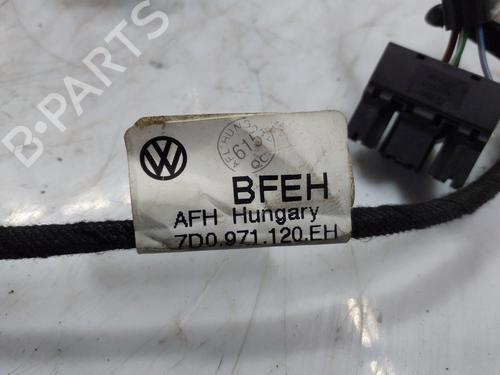 B-PARTS
BFEH
AFH Hungary
7D0.971.120.EH